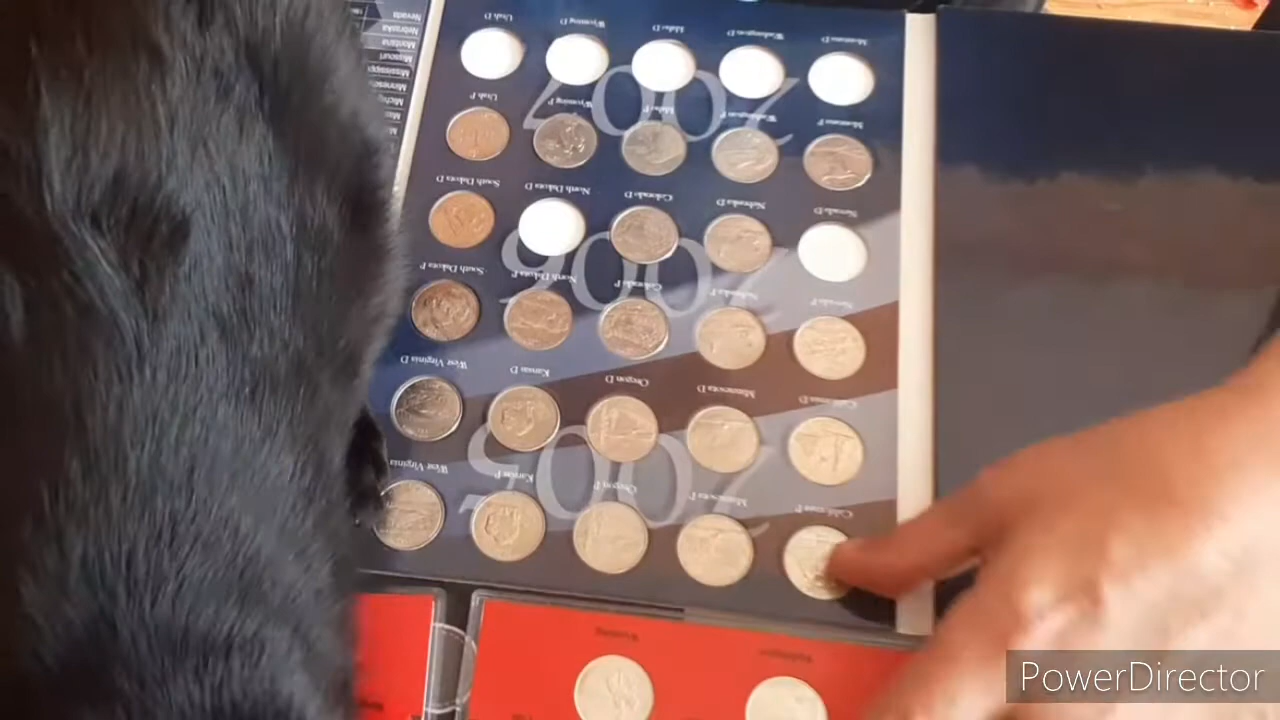 Nevada
Nebraska
Montana
Missouri
Mississippi
Utah D Wyoming D Idaho D Washington D Montana D
2007
Utah P Wyoming P Idaho P Washington P Montana P
South Dakota D North Dakota D Colorado D Nebraska D Nevada D
2006
South Dakota P North Dakota P Colorado P Nebraska P Nevada P
West Virginia D Kansas D Oregon D Minnesota D California D
2005
West Virginia Kansas P Oregon P Minnesota P California P
PowerDirector